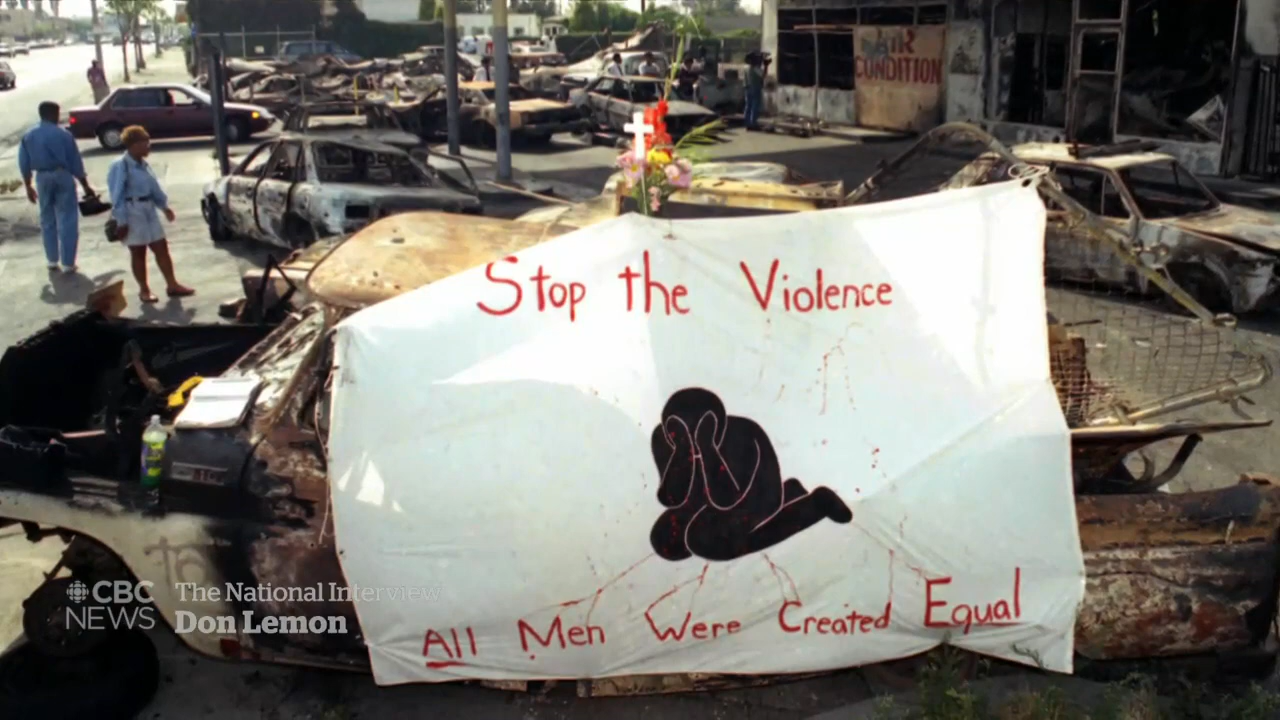 AIR
CONDITION
Stop the Violence
All Men Were Created Equal
CBC
NEWS
The National Interview
Don Lemon